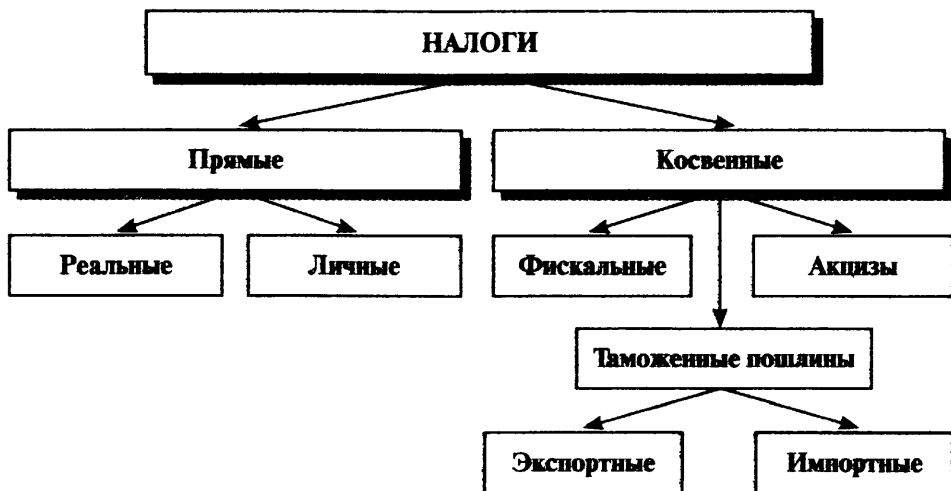 НАЛОГИ
Прямые
Косвенные
Реальные
Личные
Фискальные
Акцизы
Таможенные пошлины
Экспортные
Импортные